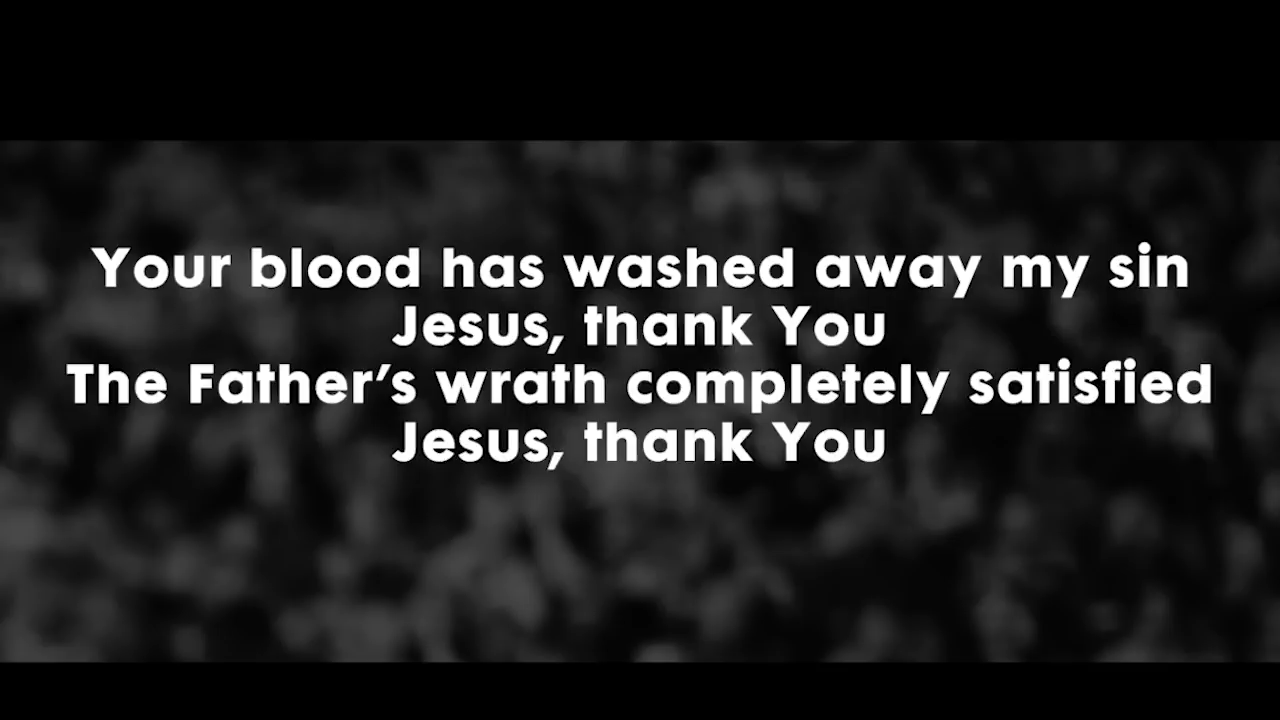 Your blood has washed away my sin
Jesus, thank You
The Father’s wrath completely satisfied
Jesus, thank You